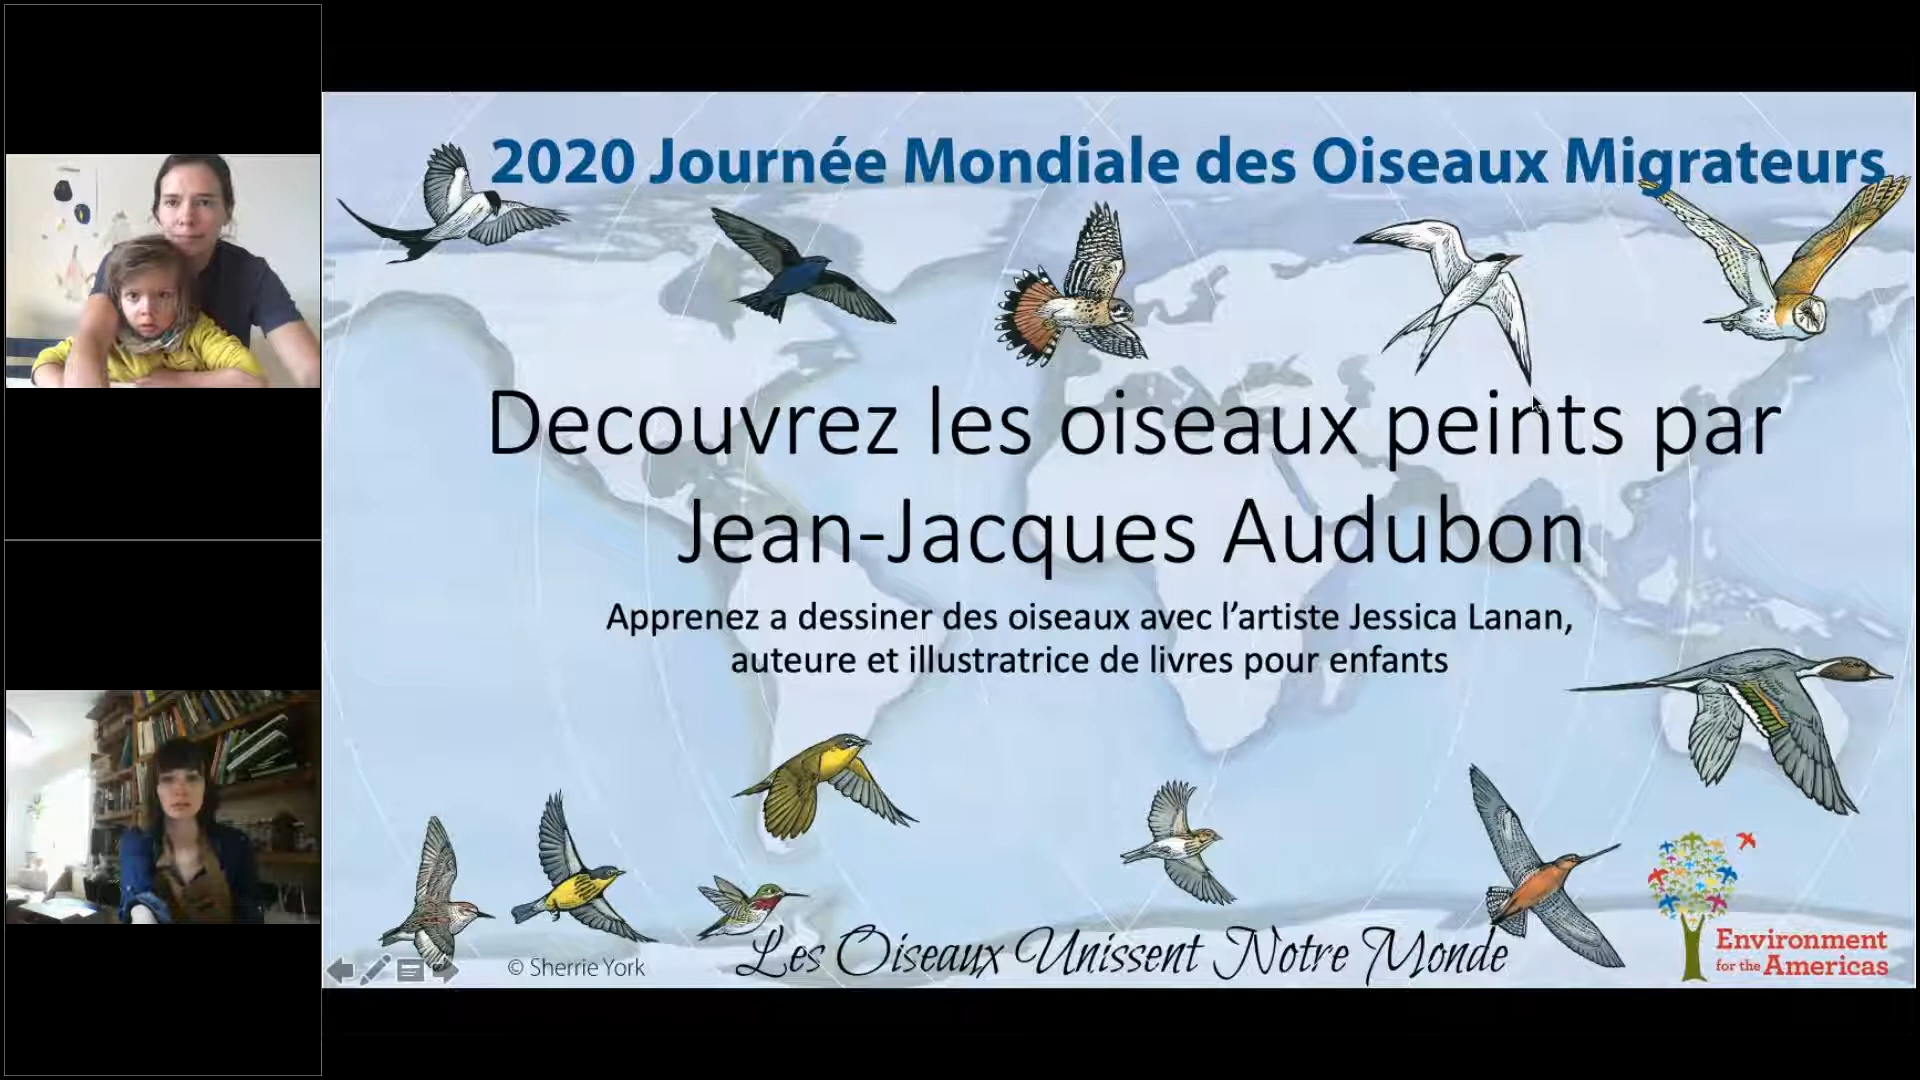 2020 Journée Mondiale des Oiseaux Migrateurs
Decouvrez les oiseaux peints par
Jean-Jacques Audubon
Apprenez a dessiner des oiseaux avec l’artiste Jessica Lanan,
auteure et illustratrice de livres pour enfants
© Sherrie York
Les Oiseaux Unissent Notre Monde
Environment
for the Americas